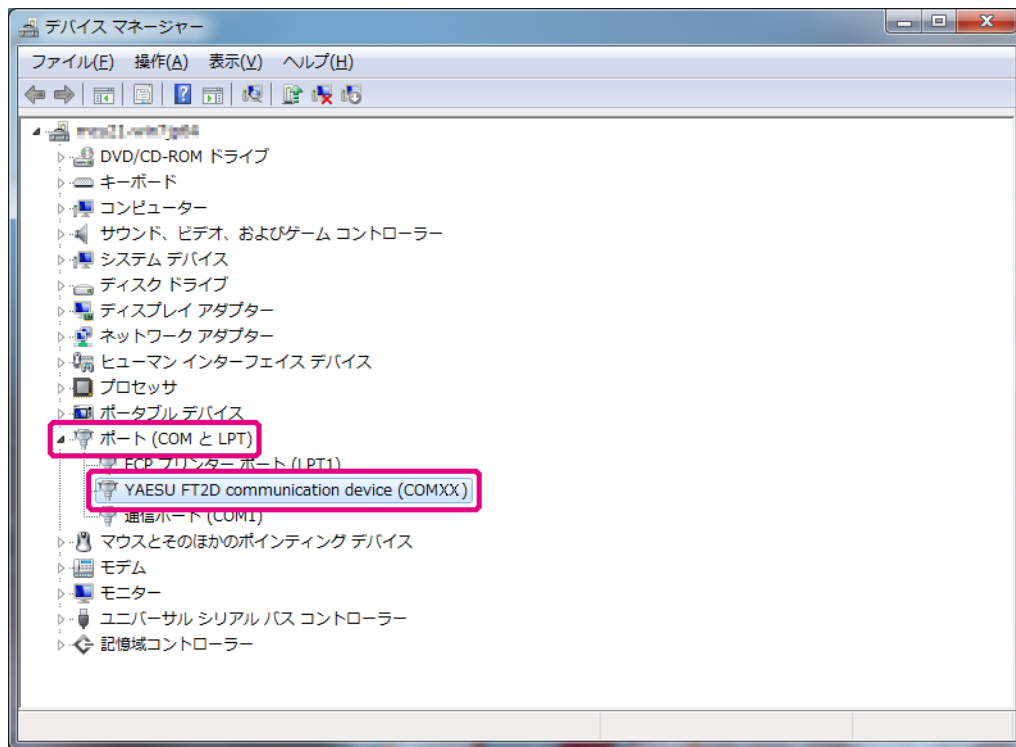 デバイス マネージャー
ファイル(F) 操作(A) 表示(V) ヘルプ(H)
DVD/CD-ROM ドライブ
キーボード
コンピューター
サウンド、ビデオ、およびゲーム コントローラー
システム デバイス
ディスク ドライブ
ディスプレイ アダプター
ネットワーク アダプター
ヒューマン インターフェイス デバイス
プロセッサ
ポータブル デバイス
ポート (COM と LPT)
ECP プリンター ポート (LPT1)
YAESU FT2D communication device (COMXX)
通信ポート (COM1)
マウスとそのほかのポインティング デバイス
モデム
モニター
ユニバーサル シリアル バス コントローラー
記憶域コントローラー